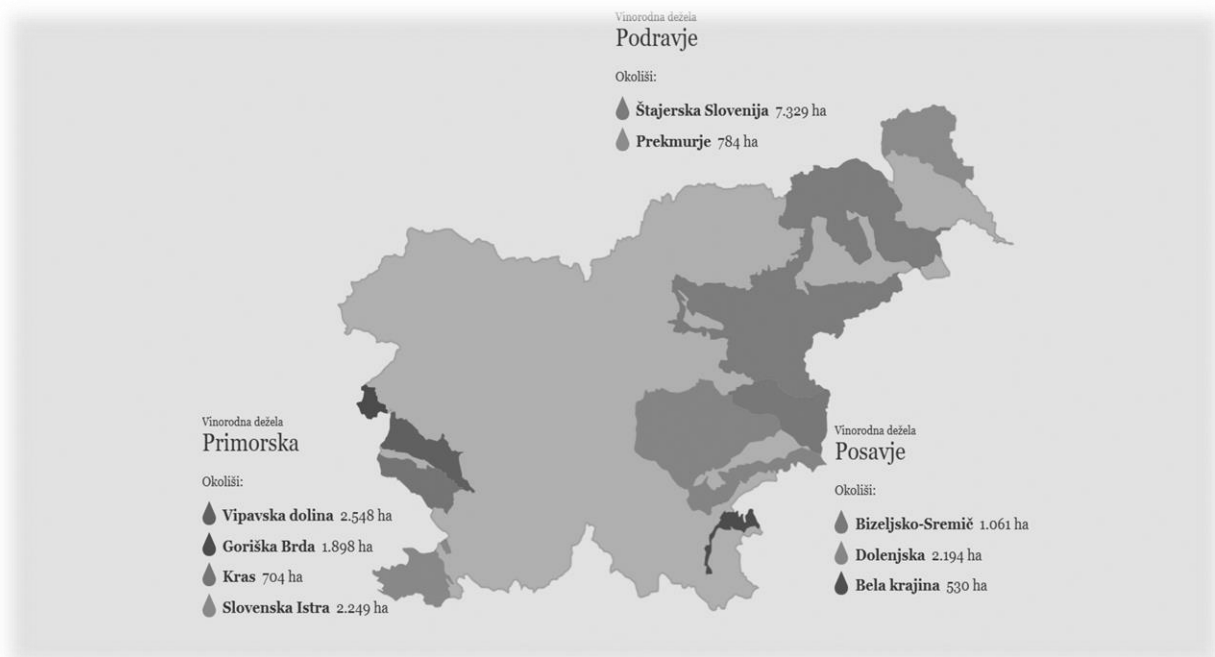 Vinorodna dežela
Podravje
Okoliši:
Štajerska Slovenija 7.329 ha
Prekmurje 784 ha
Vinorodna dežela
Primorska
Okoliši:
Vipavska dolina 2.548 ha
Goriška Brda 1.898 ha
Kras 704 ha
Slovenska Istra 2.249 ha
Vinorodna dežela
Posavje
Okoliši:
Bizeljsko-Sremič 1.061 ha
Dolenjska 2.194 ha
Bela krajina 530 ha